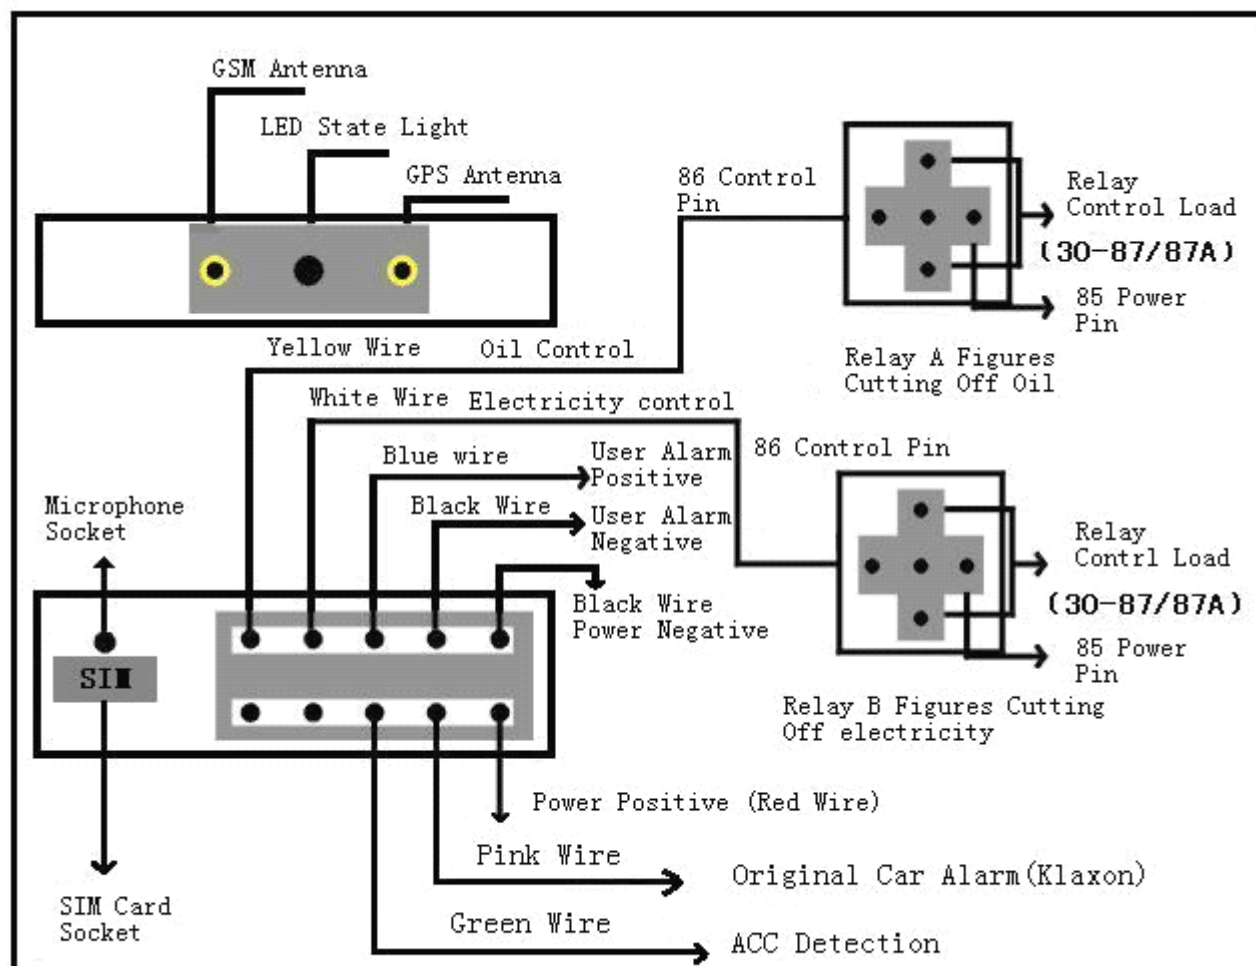 GSM Antenna
LED State Light
GPS Antenna
86 Control
Pin
Relay
Control Load
(30-87/87A)
85 Power
Pin
Yellow Wire
Oil Control
Relay A Figures
Cutting Off Oil
White Wire
Electricity control
Blue wire
User Alarm
Positive
86 Control Pin
Microphone
Socket
Black Wire
User Alarm
Negative
Relay
Contrl Load
(30-87/87A)
Black Wire
Power Negative
85 Power
Pin
SIM
Relay B Figures Cutting
Off electricity
Power Positive (Red Wire)
Pink Wire
Original Car Alarm(Klaxon)
SIM Card
Socket
Green Wire
ACC Detection